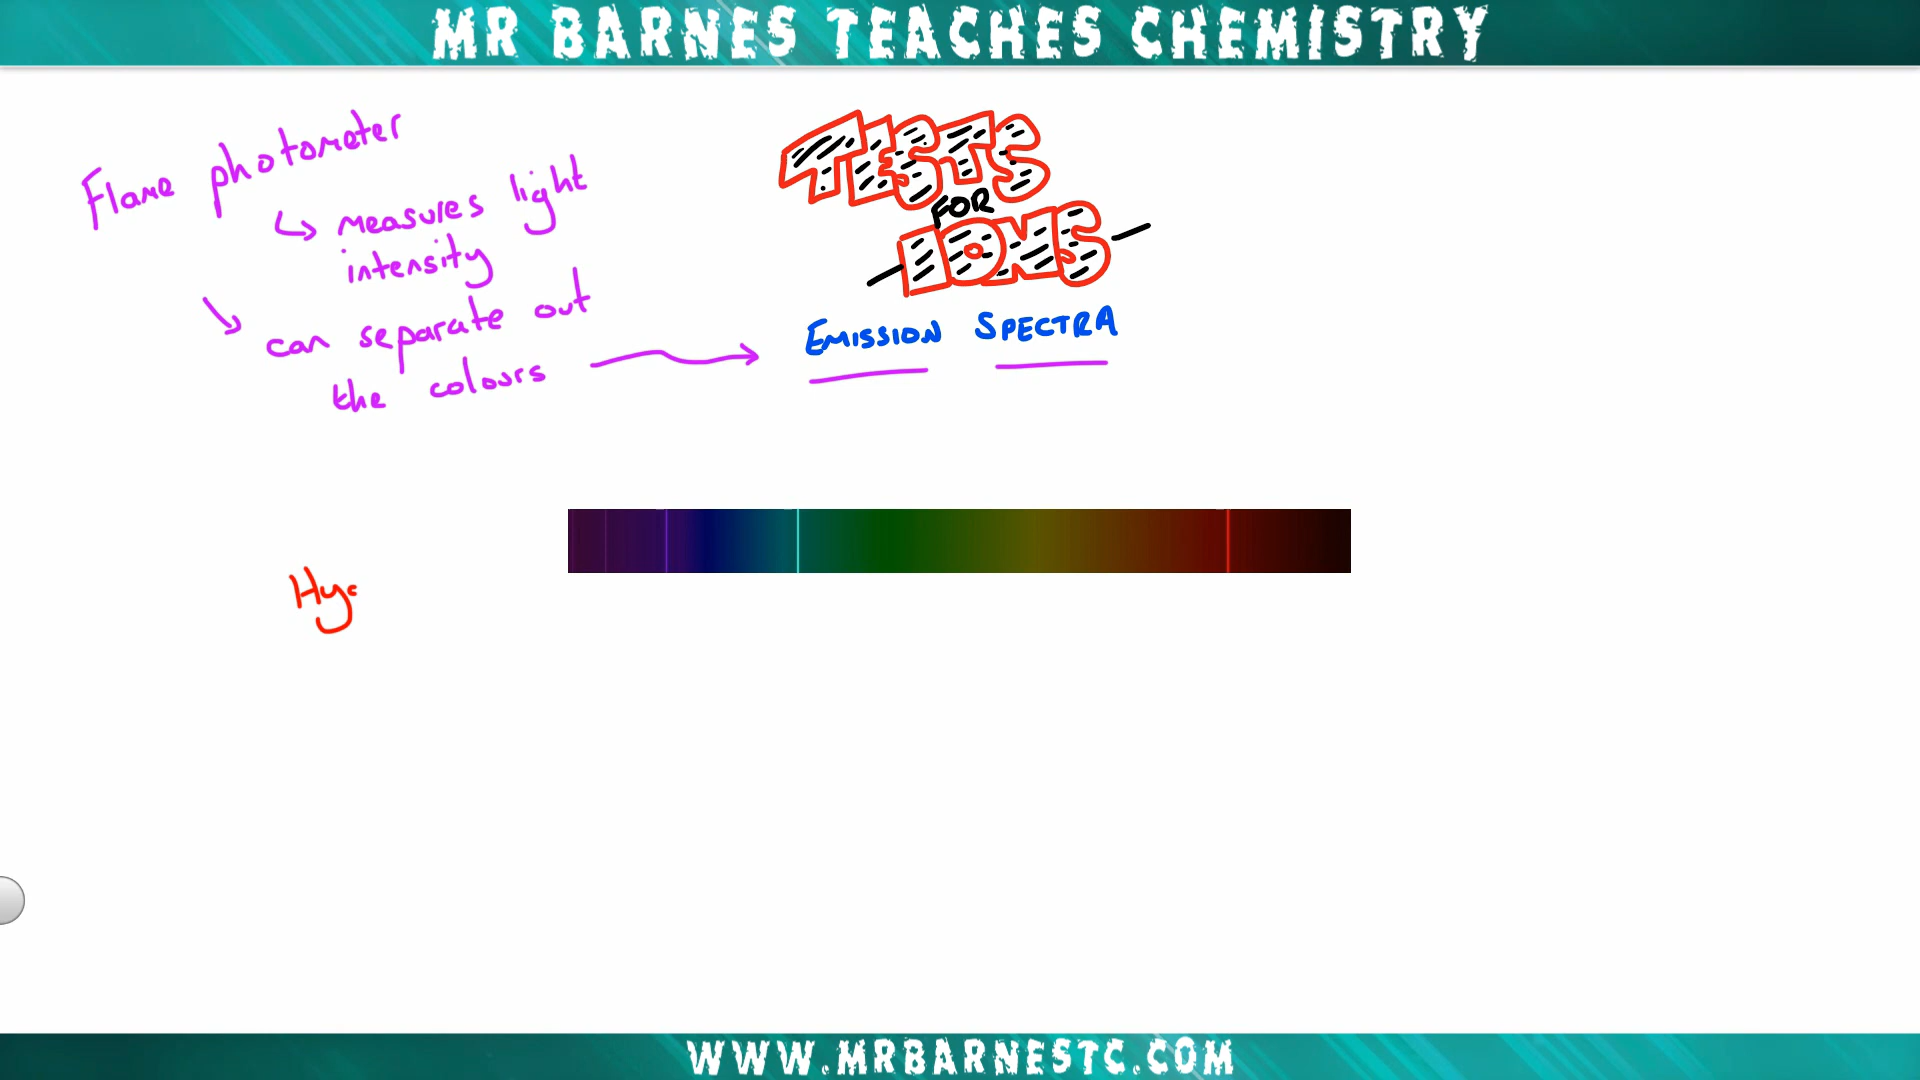 MR BARNES TEACHES CHEMISTRY
Flame photometer
↳ measures light
intensity
↘ can separate out
the colours →
TESTS
FOR
IONS
EMISSION SPECTRA
Hy
WWW.MRBARNESTC.COM